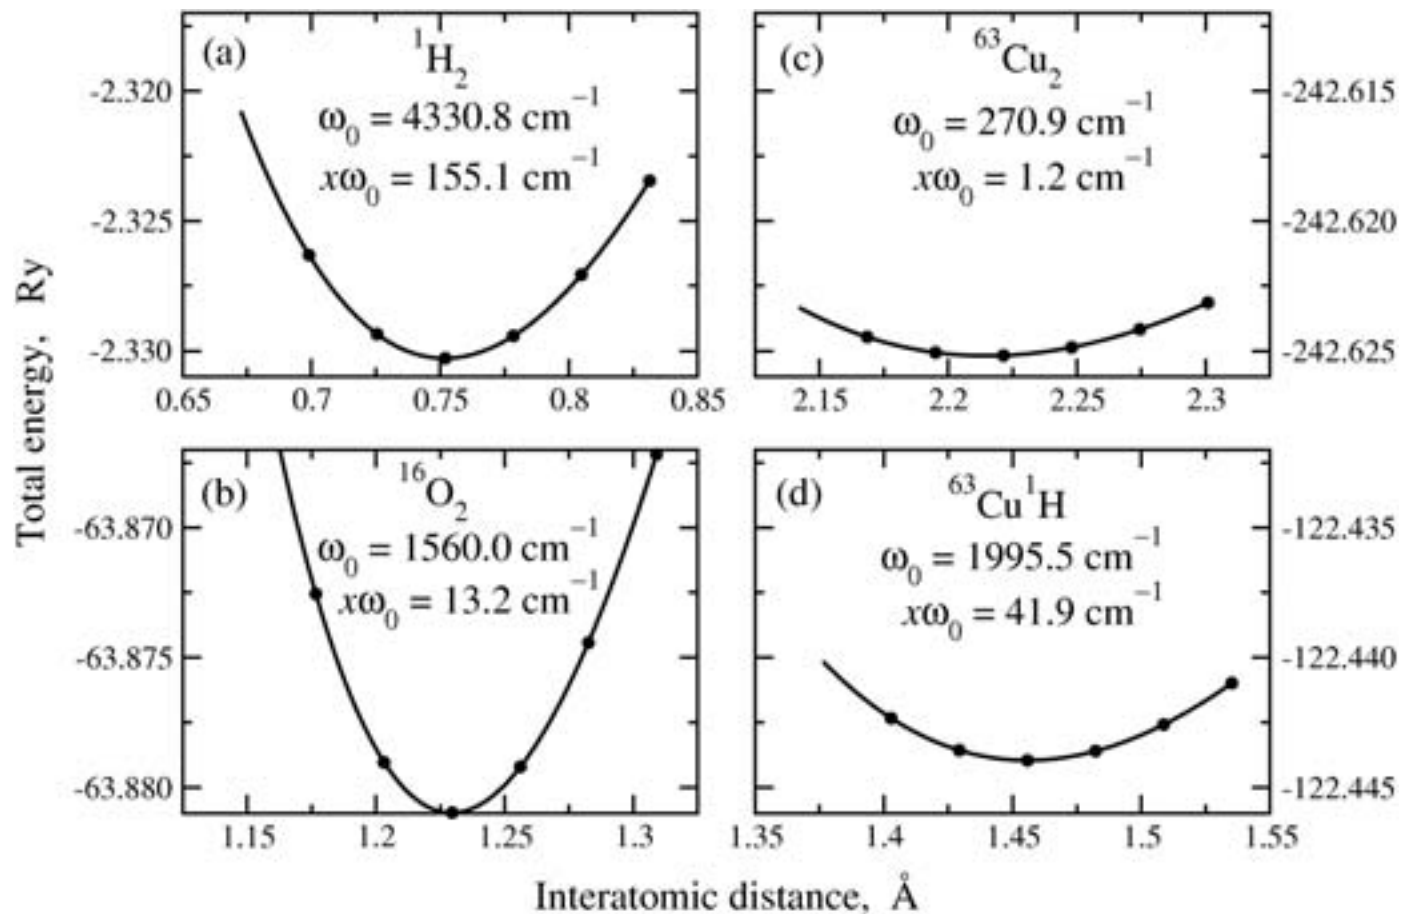 (a)
¹H₂
ω₀ = 4330.8 cm⁻¹
xω₀ = 155.1 cm⁻¹
-2.320
-2.325
-2.330
0.65 0.7 0.75 0.8 0.85
(c)
⁶³Cu₂
ω₀ = 270.9 cm⁻¹
xω₀ = 1.2 cm⁻¹
-242.615
-242.620
-242.625
2.15 2.2 2.25 2.3
Total energy, Ry
(b)
¹⁶O₂
ω₀ = 1560.0 cm⁻¹
xω₀ = 13.2 cm⁻¹
-63.870
-63.875
-63.880
1.15 1.2 1.25 1.3
(d)
⁶³Cu¹H
ω₀ = 1995.5 cm⁻¹
xω₀ = 41.9 cm⁻¹
-122.435
-122.440
-122.445
1.35 1.4 1.45 1.5 1.55
Interatomic distance, Å